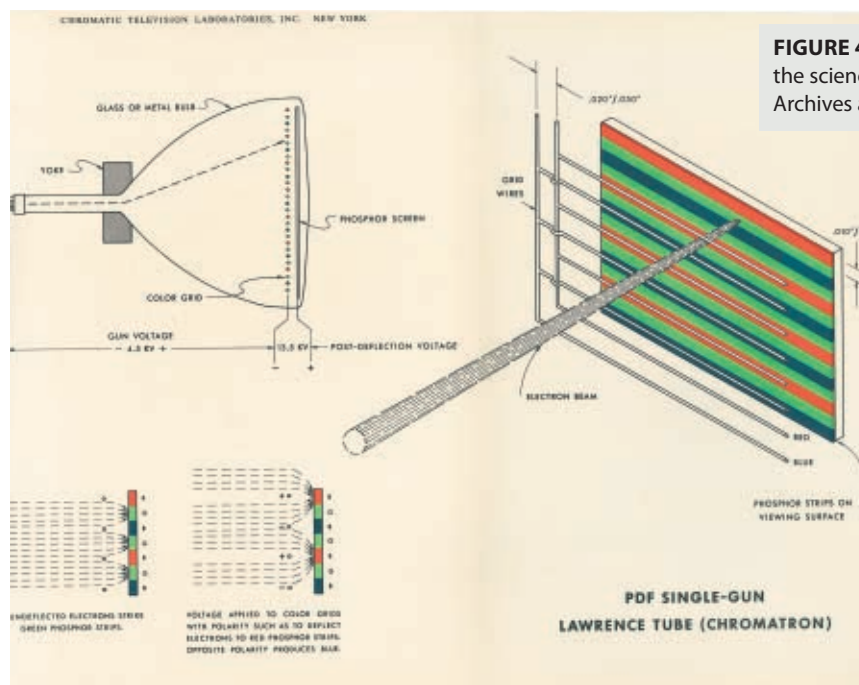 CHROMATIC TELEVISION LABORATORIES, INC. NEW YORK
FIGURE 4
the scienc
Archives a
GLASS OR METAL BULB
YOKE
PHOSPHOR SCREEN
COLOR GRID
GUN VOLTAGE
- 4.5 KV +
13.5 KV
POST-DEFLECTION VOLTAGE
- +
.020"/.030"
GRID
WIRES
.010"/
ELECTRON BEAM
RED
BLUE
PHOSPHOR STRIPS ON
VIEWING SURFACE
UNDEFLECTED ELECTRONS STRIKE
GREEN PHOSPHOR STRIPS.
VOLTAGE APPLIED TO COLOR GRIDS
WITH POLARITY SUCH AS TO DEFLECT
ELECTRONS TO RED PHOSPHOR STRIPS.
OPPOSITE POLARITY PRODUCES BLUE.
PDF SINGLE-GUN
LAWRENCE TUBE (CHROMATRON)